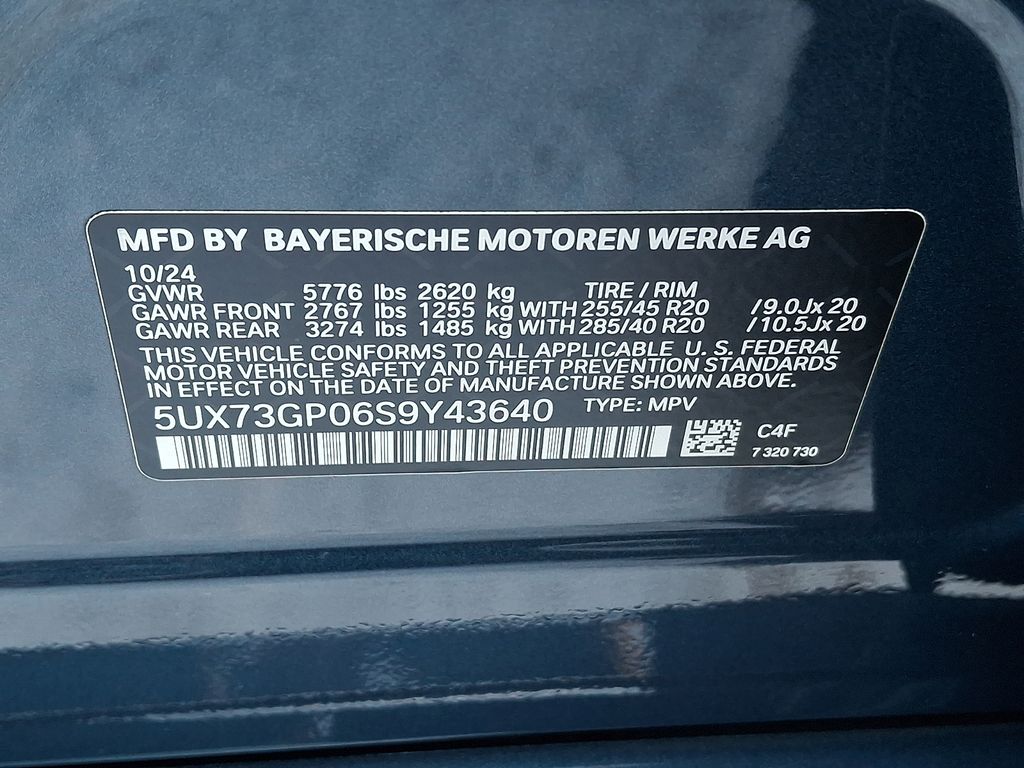 MFD BY BAYERISCHE MOTOREN WERKE AG
10/24
GVWR 5776 lbs 2620 kg TIRE / RIM
GAWR FRONT 2767 lbs 1255 kg WITH 255/45 R20 /9.0Jx 20
GAWR REAR 3274 lbs 1485 kg WITH 285/40 R20 /10.5Jx 20
THIS VEHICLE CONFORMS TO ALL APPLICABLE U. S. FEDERAL
MOTOR VEHICLE SAFETY AND THEFT PREVENTION STANDARDS
IN EFFECT ON THE DATE OF MANUFACTURE SHOWN ABOVE.
5UX73GP06S9Y43640 TYPE: MPV
C4F
7 320 730